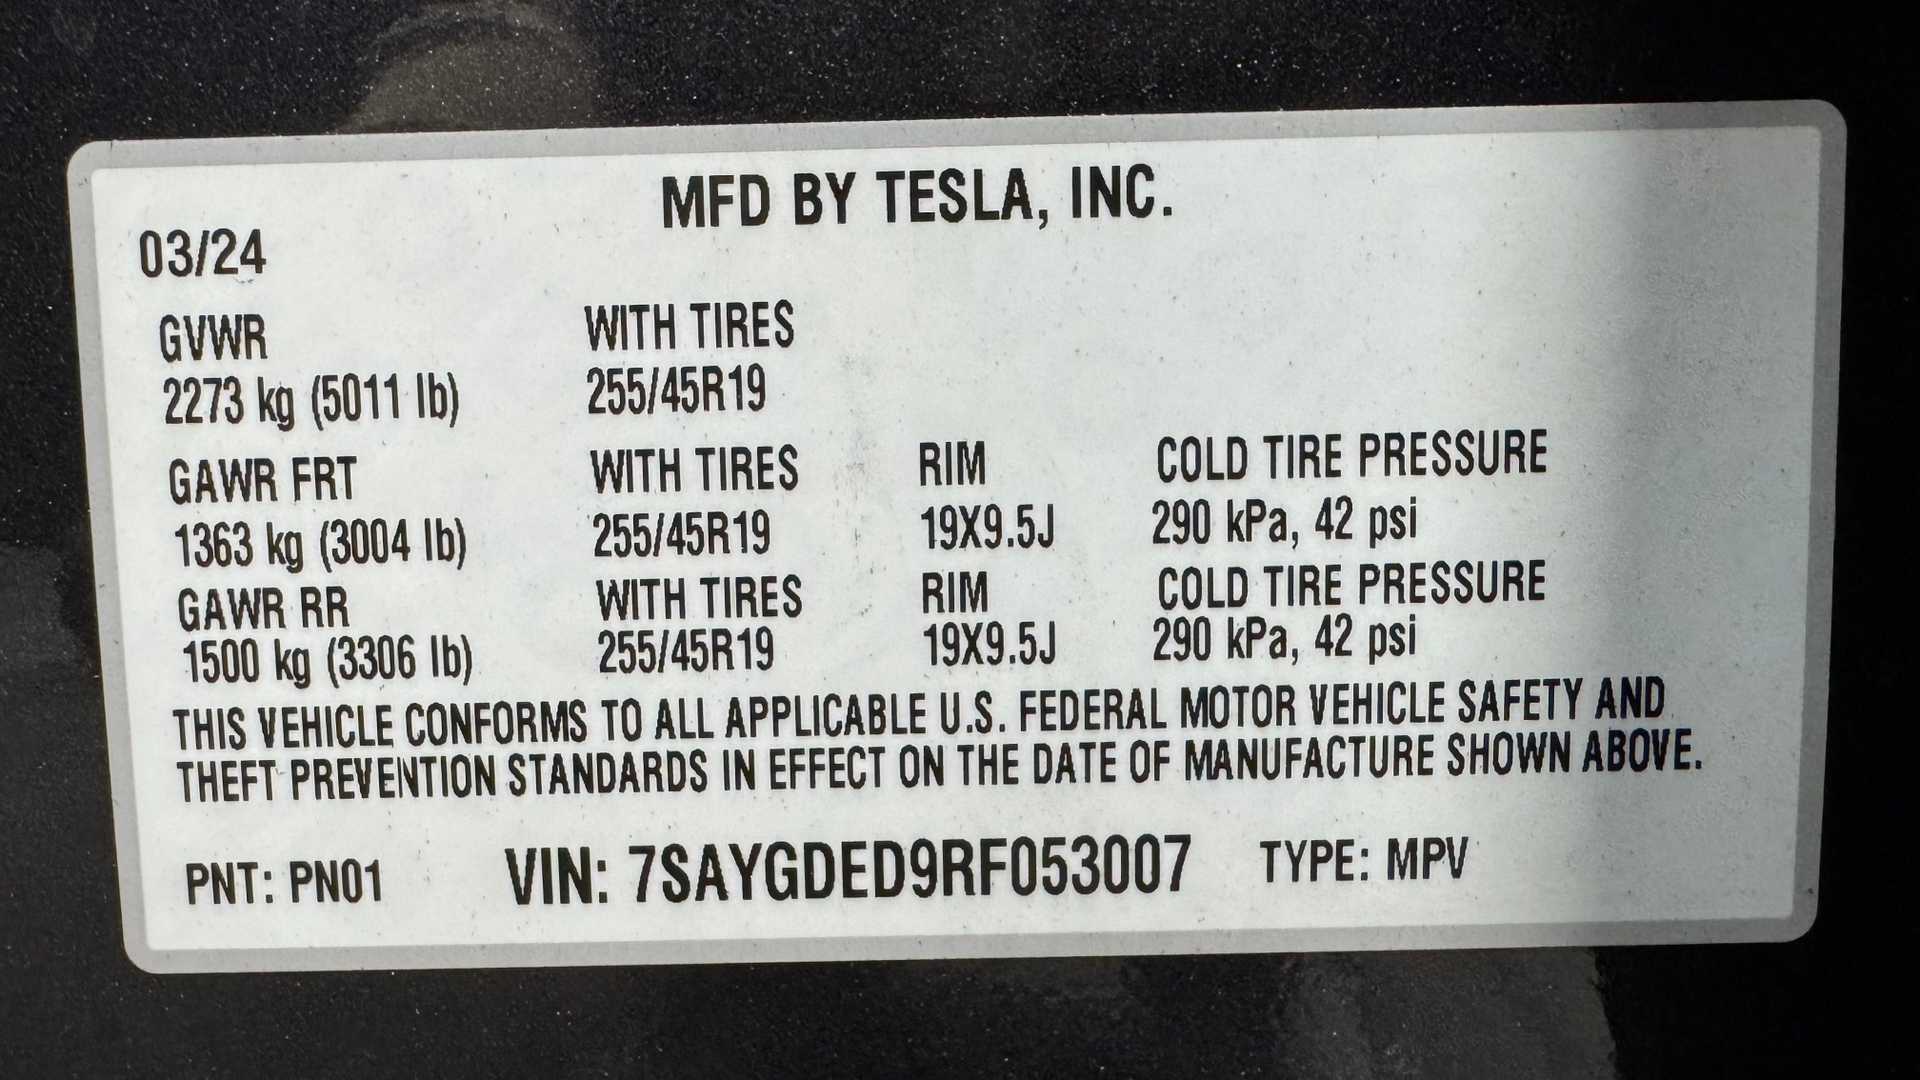 MFD BY TESLA, INC.
03/24
GVWR WITH TIRES
2273 kg (5011 lb) 255/45R19
GAWR FRT WITH TIRES RIM COLD TIRE PRESSURE
1363 kg (3004 lb) 255/45R19 19X9.5J 290 kPa, 42 psi
GAWR RR WITH TIRES RIM COLD TIRE PRESSURE
1500 kg (3306 lb) 255/45R19 19X9.5J 290 kPa, 42 psi
THIS VEHICLE CONFORMS TO ALL APPLICABLE U.S. FEDERAL MOTOR VEHICLE SAFETY AND
THEFT PREVENTION STANDARDS IN EFFECT ON THE DATE OF MANUFACTURE SHOWN ABOVE.
PNT: PN01 VIN: 7SAYGDED9RF053007 TYPE: MPV